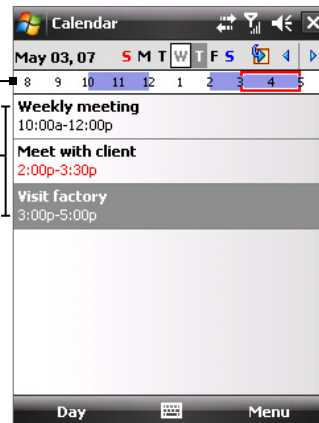 Calendar
May 03, 07 S M T W T F S
8 9 10 11 12 1 2 3 4 5
Weekly meeting
10:00a-12:00p
Meet with client
2:00p-3:30p
Visit factory
3:00p-5:00p
Day Menu